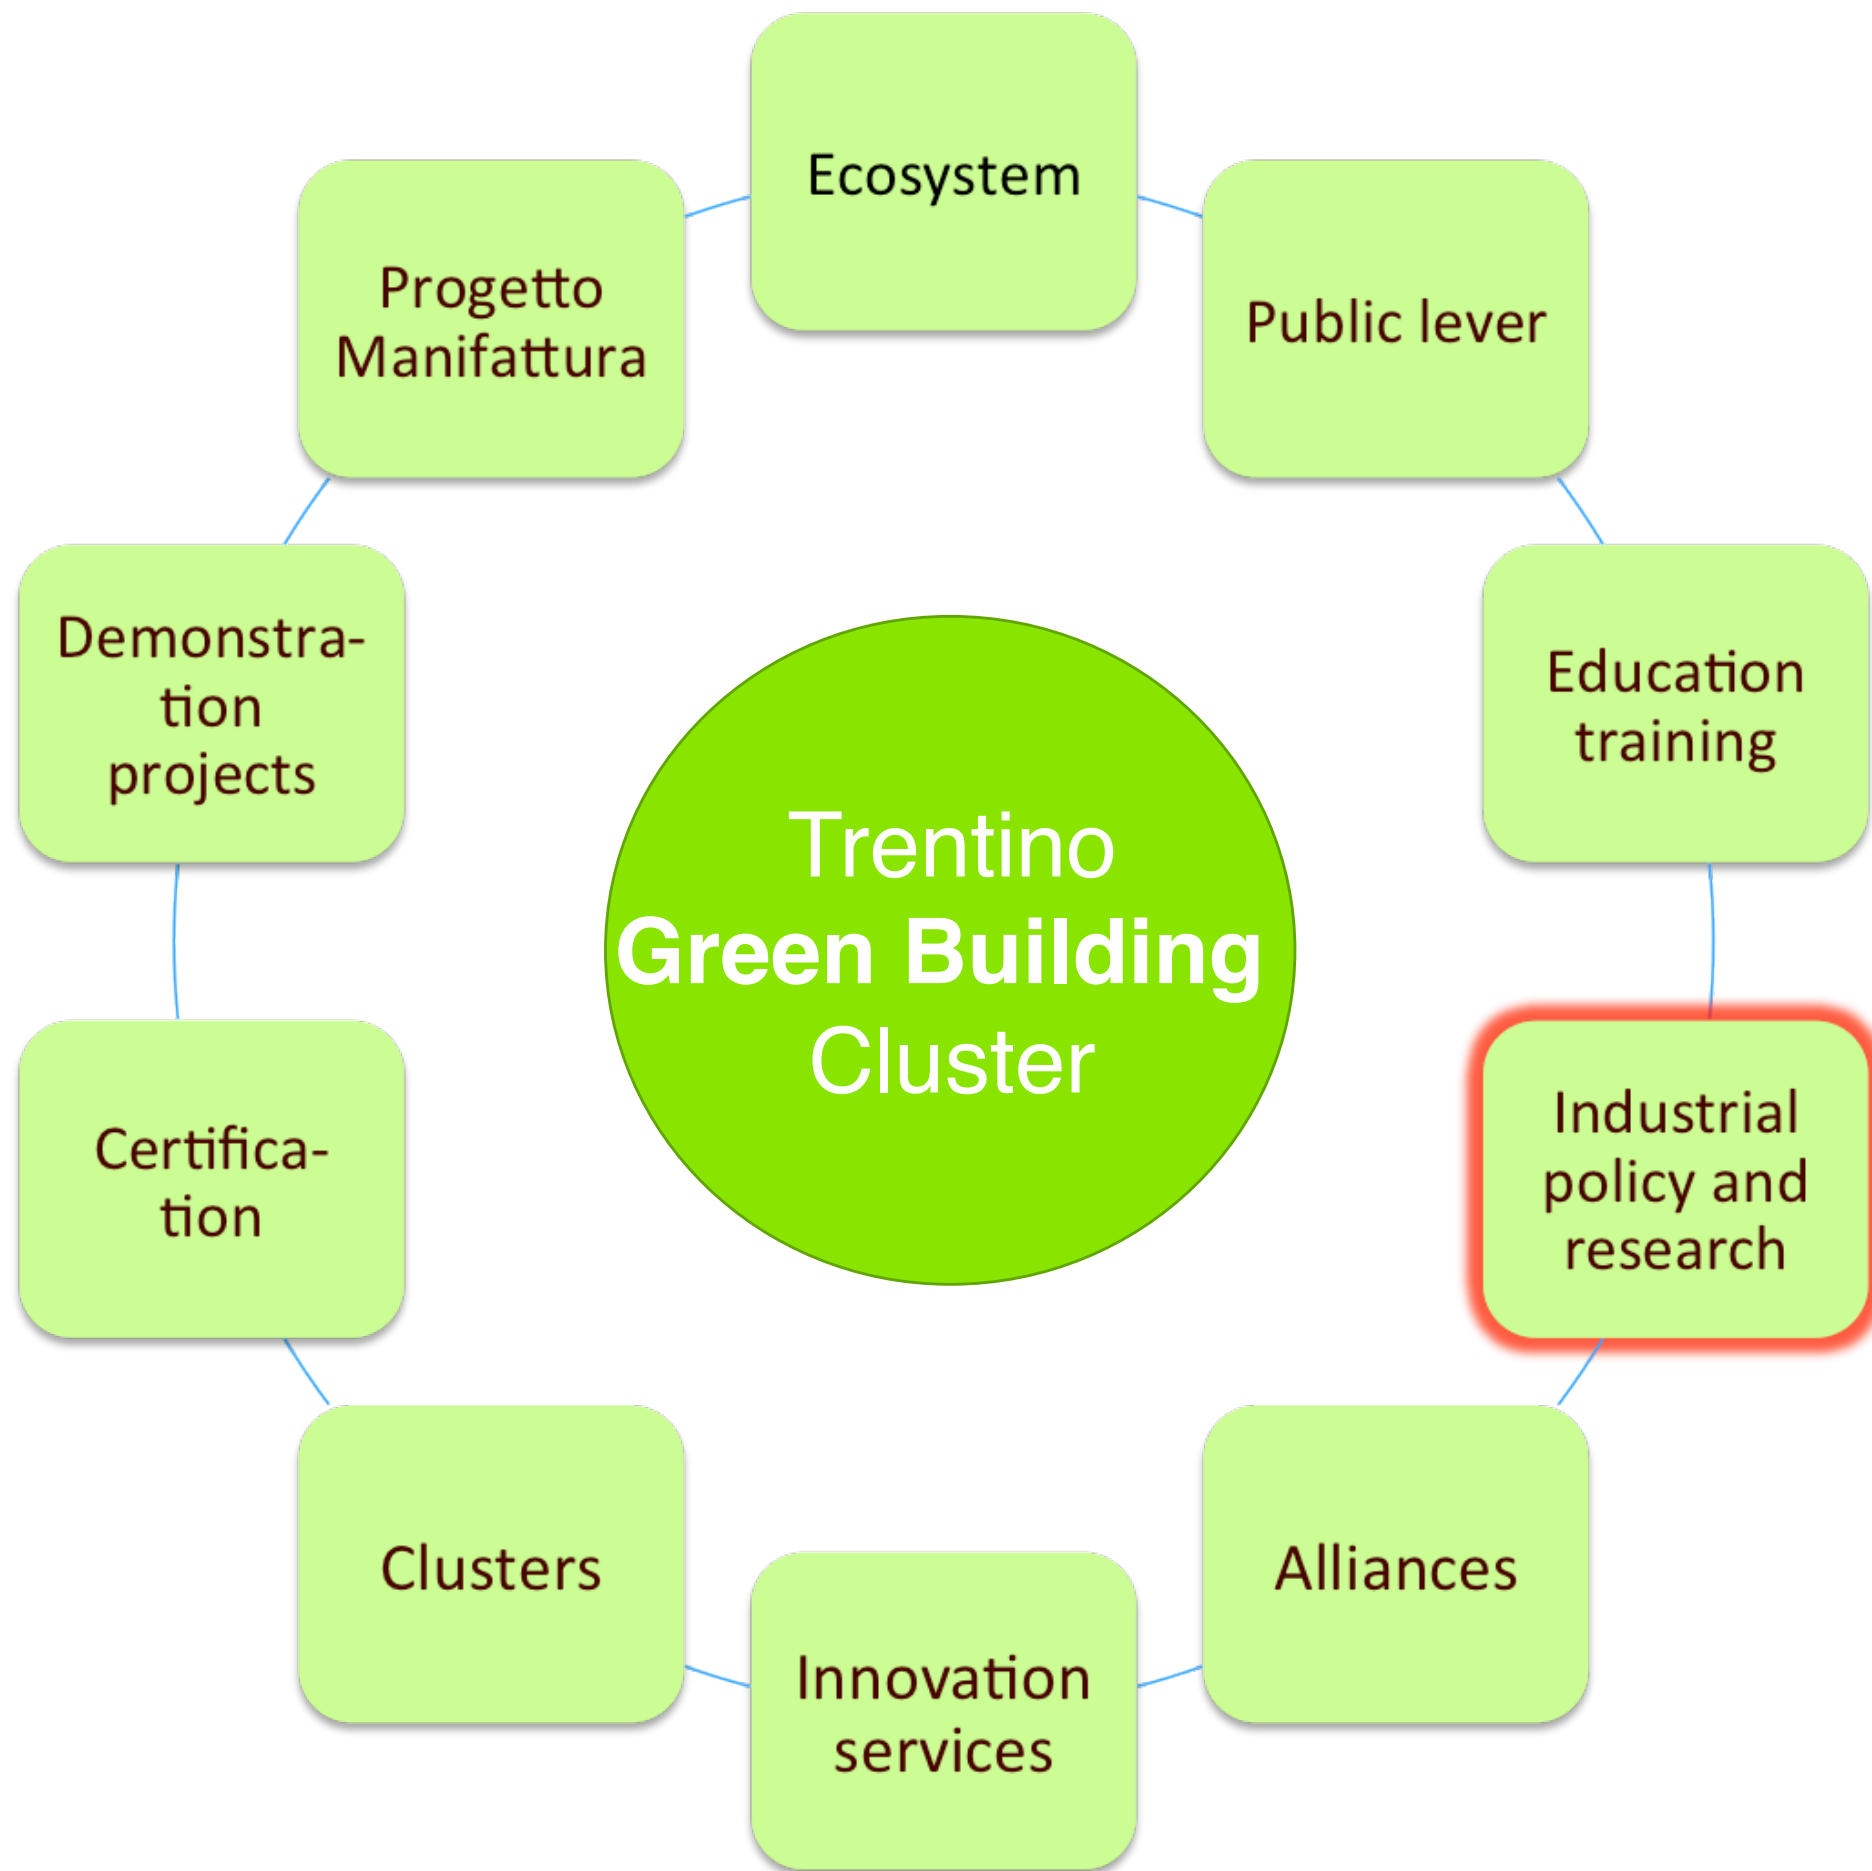 Ecosystem
Public lever
Education
training
Industrial
policy and
research
Alliances
Innovation
services
Clusters
Certifica-
tion
Demonstra-
tion
projects
Progetto
Manifattura
Trentino
Green Building
Cluster